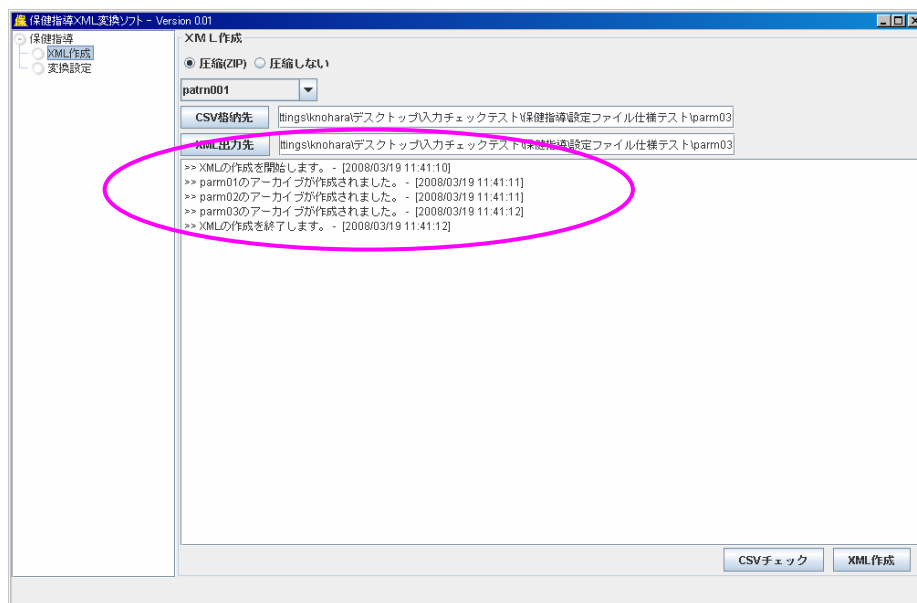 保健指導XML変換ソフト - Version 0.01
保健指導
XML作成
変換設定
XML作成
圧縮(ZIP) 圧縮しない
patrn001
CSV格納先 ttings\knohara\デスクトップ\入力チェックテスト\保健指導\設定ファイル仕様テスト\parm03
XML出力先 ttings\knohara\デスクトップ\入力チェックテスト\保健指導\設定ファイル仕様テスト\parm03
>> XMLの作成を開始します。 - [2008/03/19 11:41:10]
>> parm01のアーカイブが作成されました。 - [2008/03/19 11:41:11]
>> parm02のアーカイブが作成されました。 - [2008/03/19 11:41:11]
>> parm03のアーカイブが作成されました。 - [2008/03/19 11:41:12]
>> XMLの作成を終了します。 - [2008/03/19 11:41:12]
CSVチェック XML作成